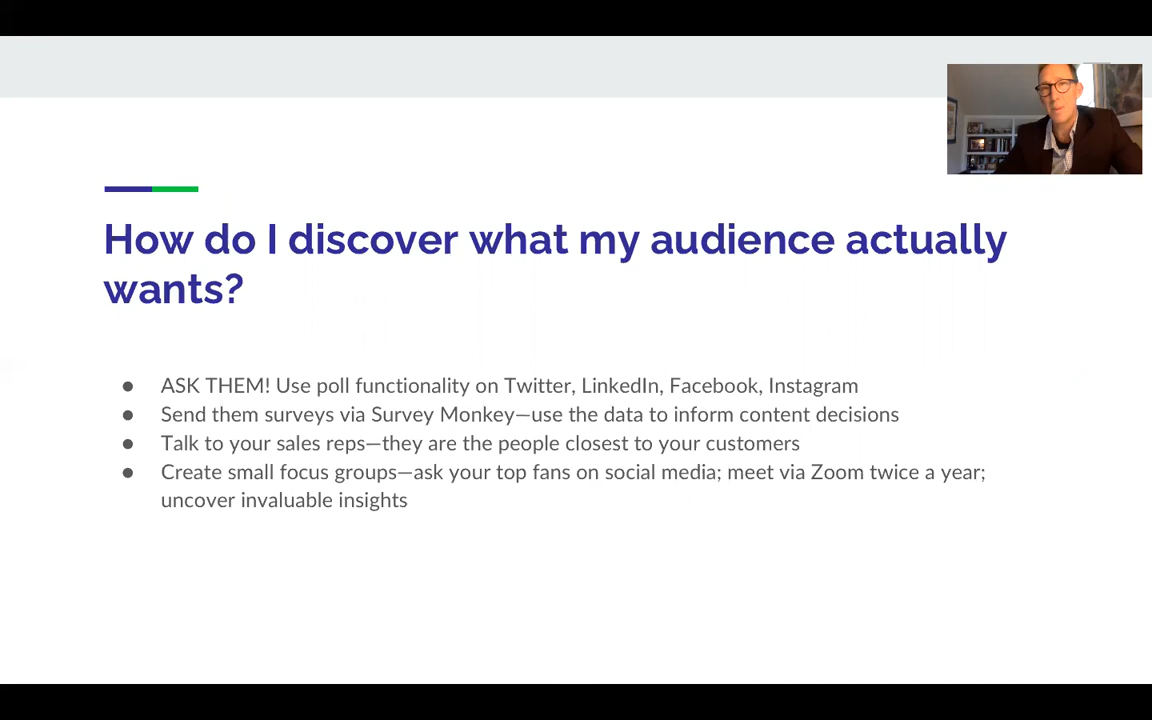 How do I discover what my audience actually
wants?
● ASK THEM! Use poll functionality on Twitter, LinkedIn, Facebook, Instagram
● Send them surveys via Survey Monkey—use the data to inform content decisions
● Talk to your sales reps—they are the people closest to your customers
● Create small focus groups—ask your top fans on social media; meet via Zoom twice a year;
uncover invaluable insights